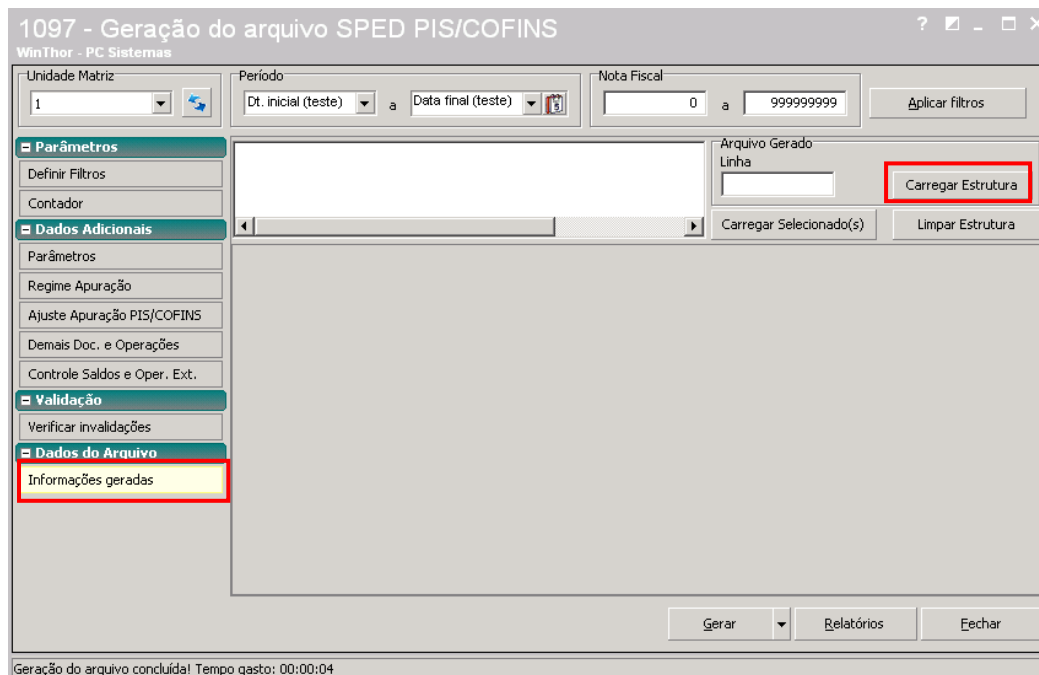 1097 - Geração do arquivo SPED PIS/COFINS
WinThor - PC Sistemas
Unidade Matriz
1
Período
Dt. inicial (teste) a Data final (teste)
Nota Fiscal
0 a 999999999
Aplicar filtros
Parâmetros
Definir Filtros
Contador
Dados Adicionais
Parâmetros
Regime Apuração
Ajuste Apuração PIS/COFINS
Demais Doc. e Operações
Controle Saldos e Oper. Ext.
Validação
Verificar invalidações
Dados do Arquivo
Informações geradas
Arquivo Gerado
Linha
Carregar Estrutura
Carregar Selecionado(s)
Limpar Estrutura
Gerar
Relatórios
Fechar
Geração do arquivo concluída! Tempo gasto: 00:00:04